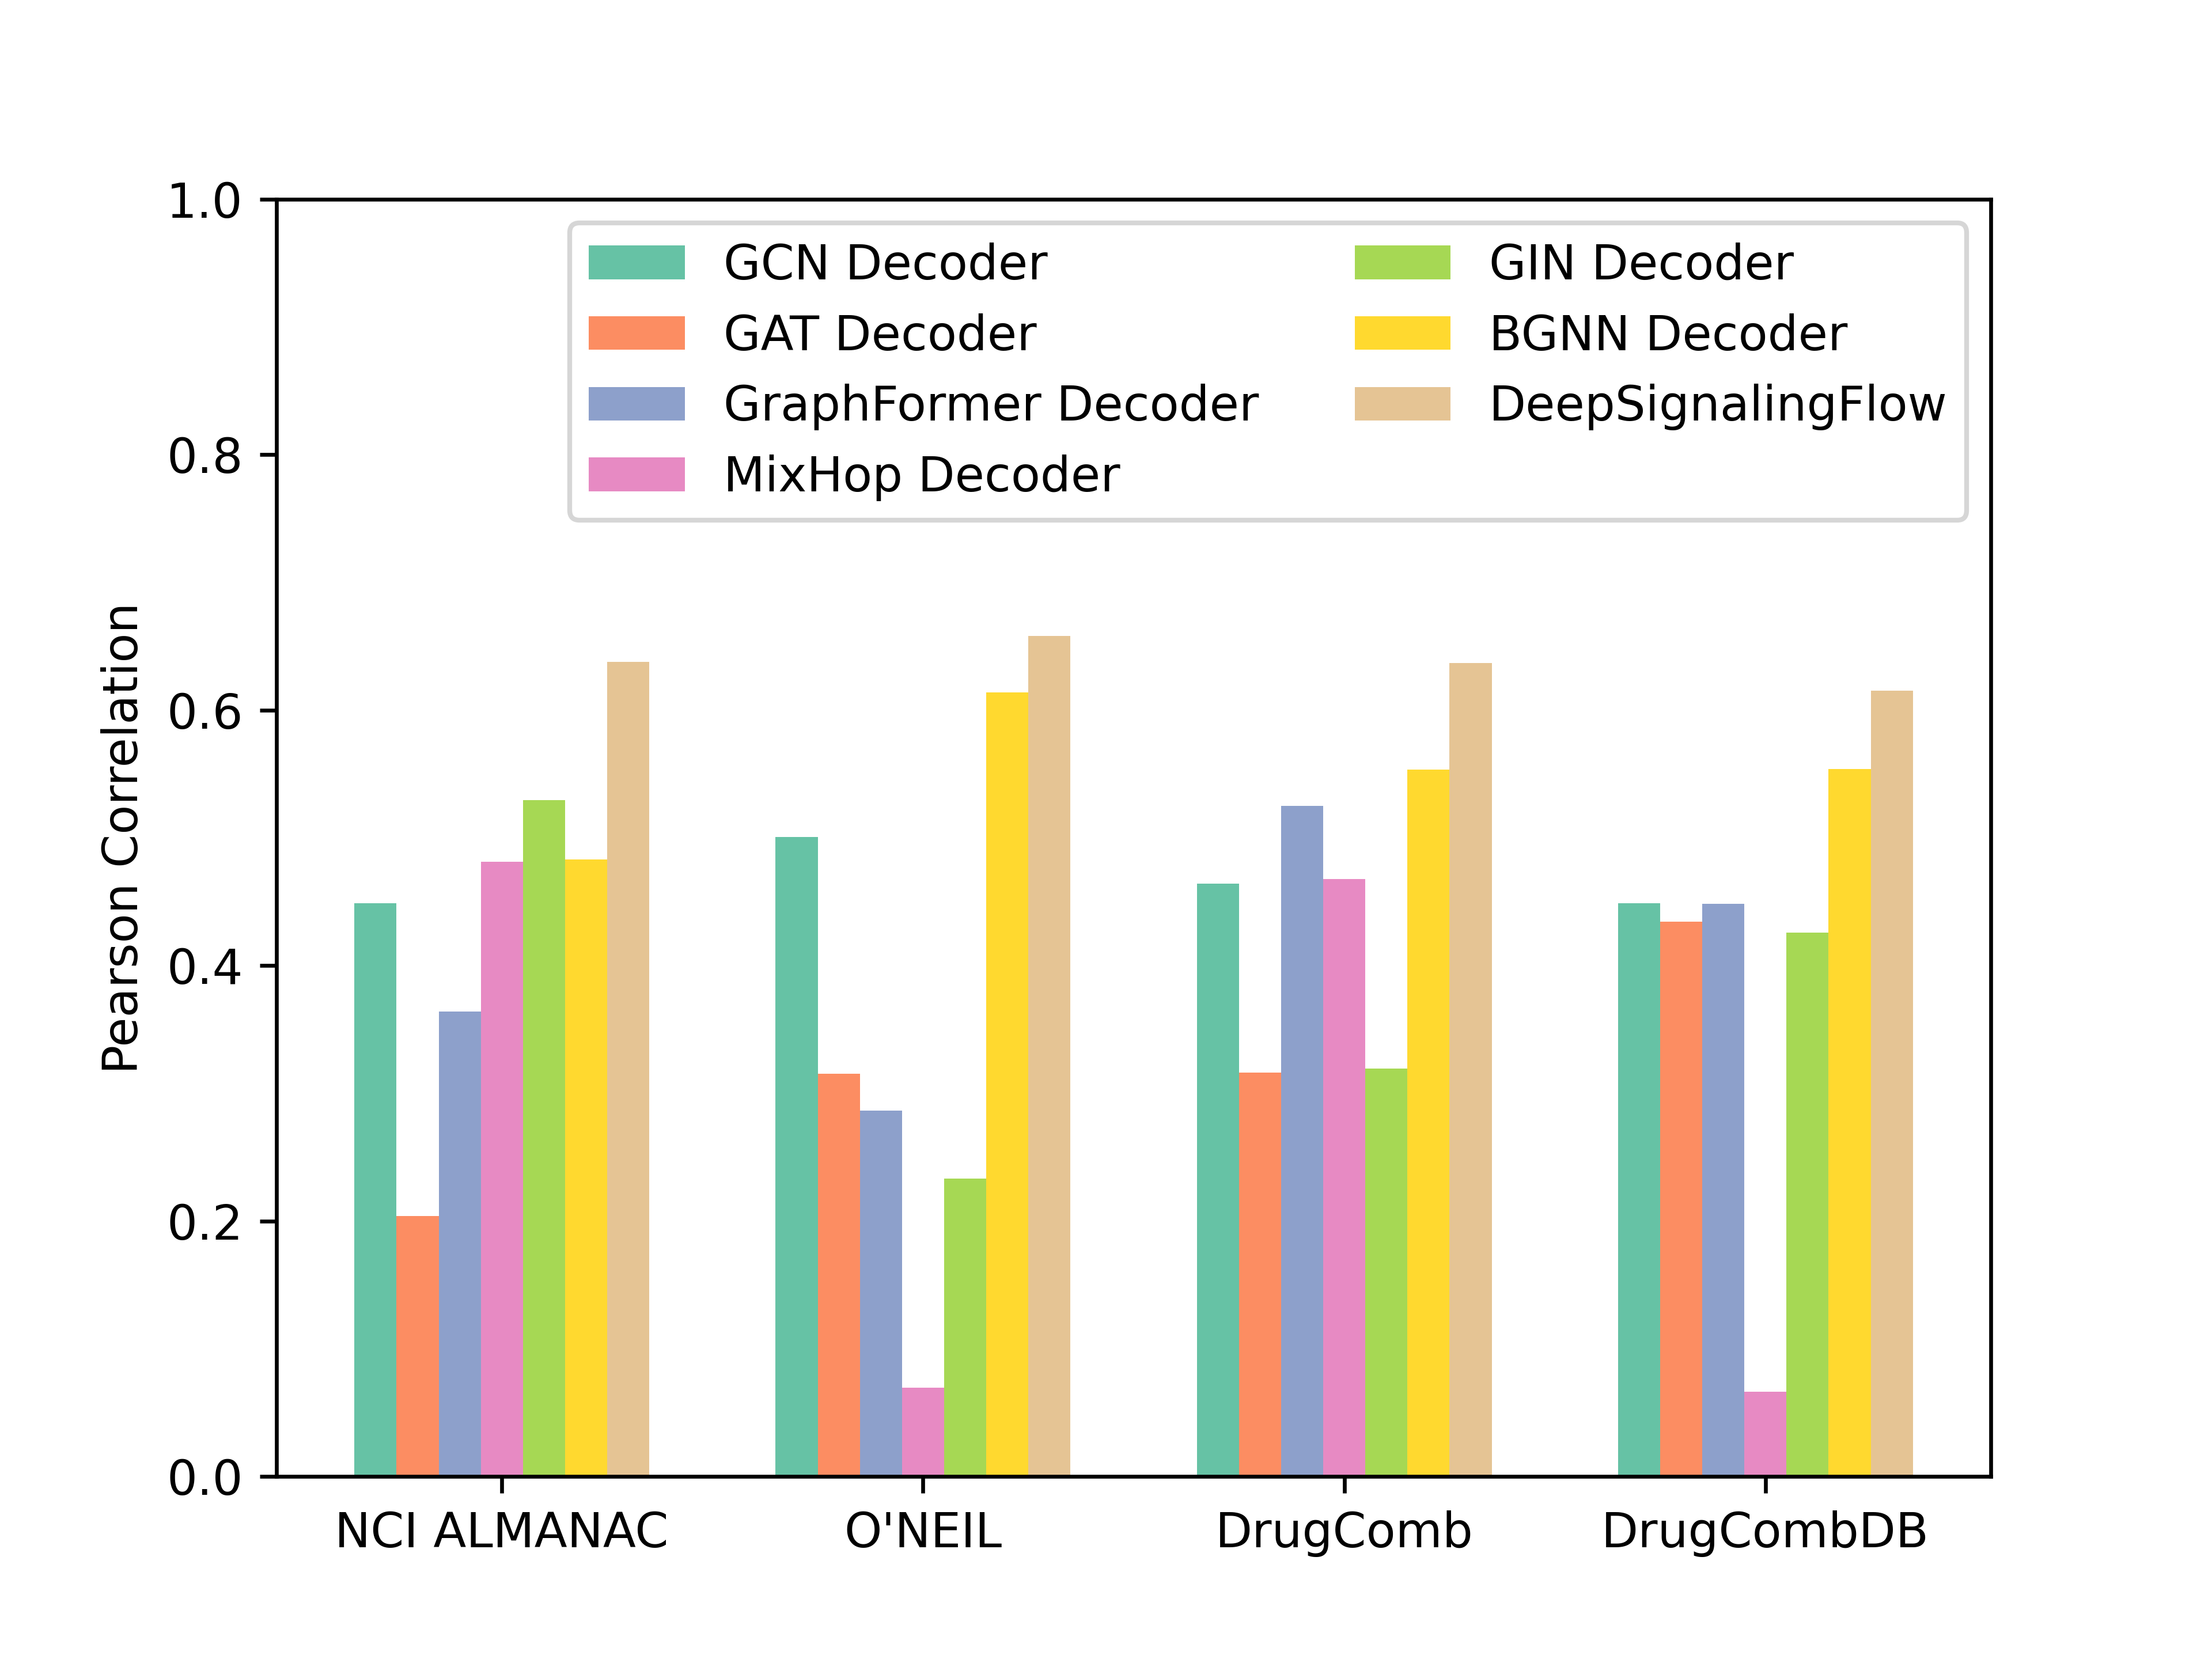 1.0
0.8
0.6
0.4
0.2
0.0
Pearson Correlation
GCN Decoder
GAT Decoder
GraphFormer Decoder
MixHop Decoder
GIN Decoder
BGNN Decoder
DeepSignalingFlow
NCI ALMANAC
O'NEIL
DrugComb
DrugCombDB